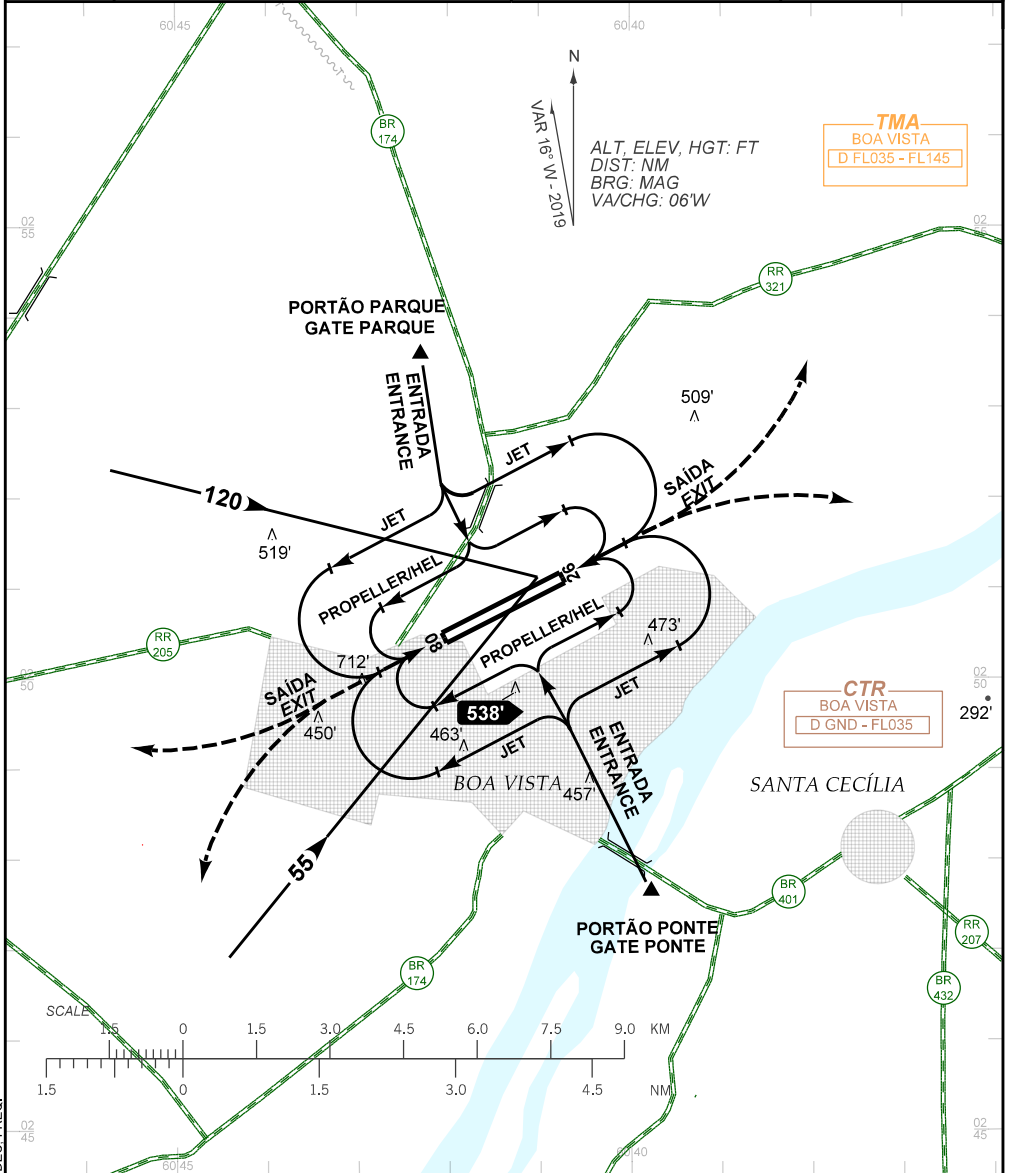 60 45
60 40
N
VAR 16° W - 2019
ALT, ELEV, HGT: FT
DIST: NM
BRG: MAG
VA/CHG: 06'W
TMA
BOA VISTA
D FL035 - FL145
BR
174
02
55
02
55
RR
321
PORTÃO PARQUE
GATE PARQUE
ENTRADA
ENTRANCE
509'
JET
SAÍDA
EXIT
120
JET
519'
PROPELLER/HEL
26
08
PROPELLER/HEL
473'
RR
205
712'
02
50
02
50
SAÍDA
EXIT
JET
CTR
BOA VISTA
D GND - FL035
292'
538'
450'
463'
JET
ENTRADA
ENTRANCE
BOA VISTA
457'
SANTA CECÍLIA
55
BR
401
PORTÃO PONTE
GATE PONTE
RR
207
BR
174
BR
432
SCALE
1.5 0 1.5 3.0 4.5 6.0 7.5 9.0 KM
1.5 0 1.5 3.0 4.5 NM
02
45
02
45
60 45
60 40